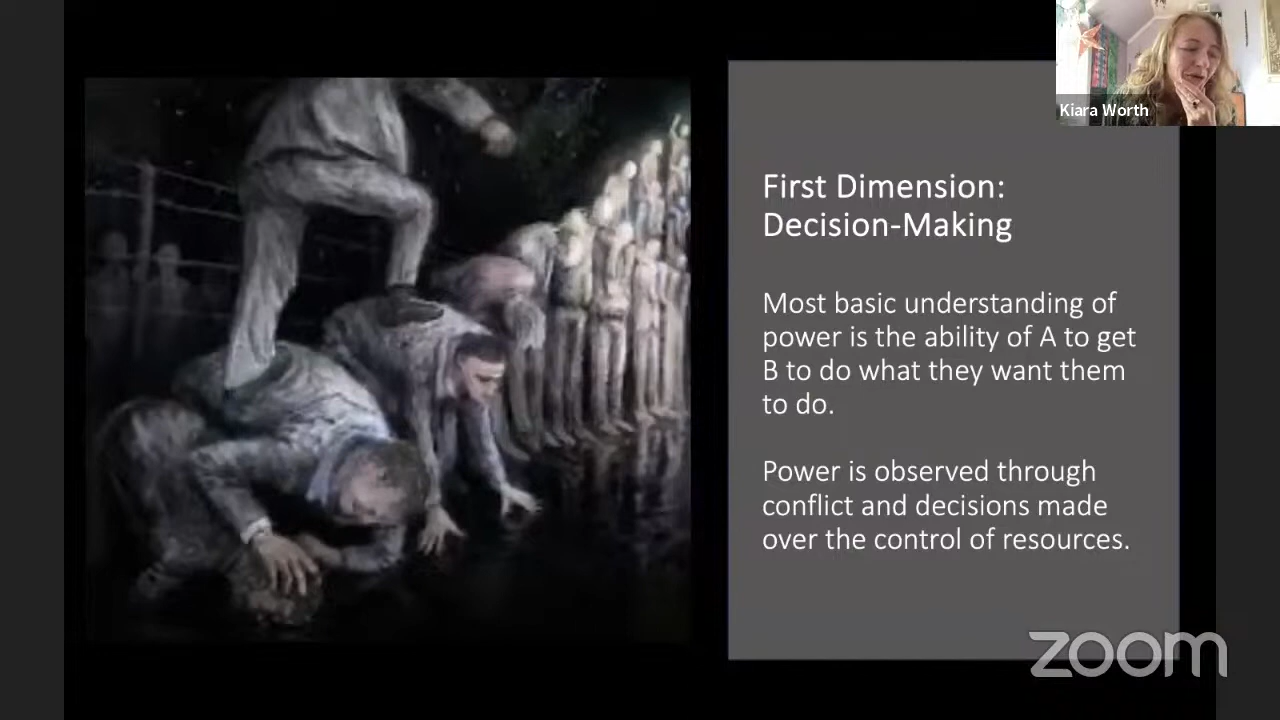 Kiara Worth
First Dimension:
Decision-Making
Most basic understanding of
power is the ability of A to get
B to do what they want them
to do.
Power is observed through
conflict and decisions made
over the control of resources.
zoom